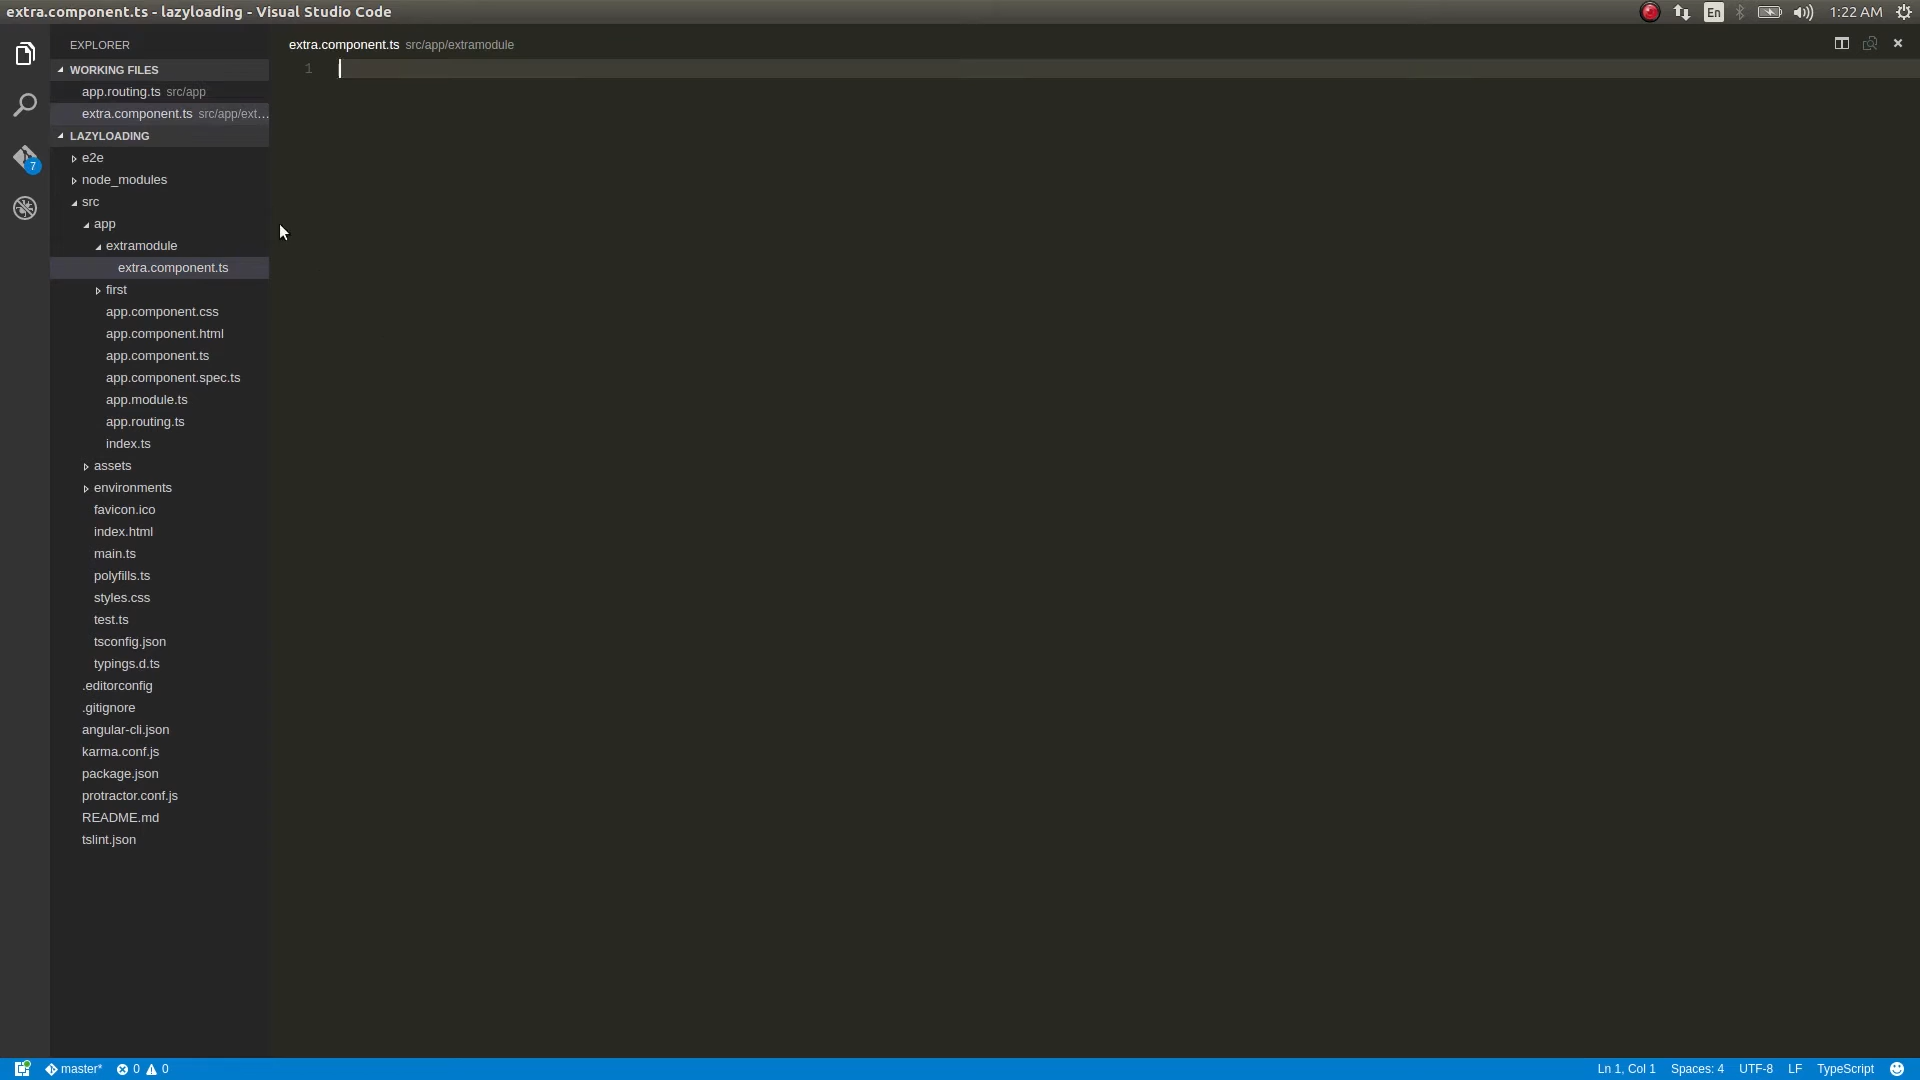 extra.component.ts - lazyloading - Visual Studio Code
En
1:22 AM
EXPLORER
extra.component.ts src/app/extramodule
WORKING FILES
1
app.routing.ts src/app
extra.component.ts src/app/ext...
LAZYLOADING
e2e
node_modules
7
src
app
extramodule
extra.component.ts
first
app.component.css
app.component.html
app.component.ts
app.component.spec.ts
app.module.ts
app.routing.ts
index.ts
assets
environments
favicon.ico
index.html
main.ts
polyfills.ts
styles.css
test.ts
tsconfig.json
typings.d.ts
.editorconfig
.gitignore
angular-cli.json
karma.conf.js
package.json
protractor.conf.js
README.md
tslint.json
master* 0 0
Ln 1, Col 1 Spaces: 4 UTF-8 LF TypeScript